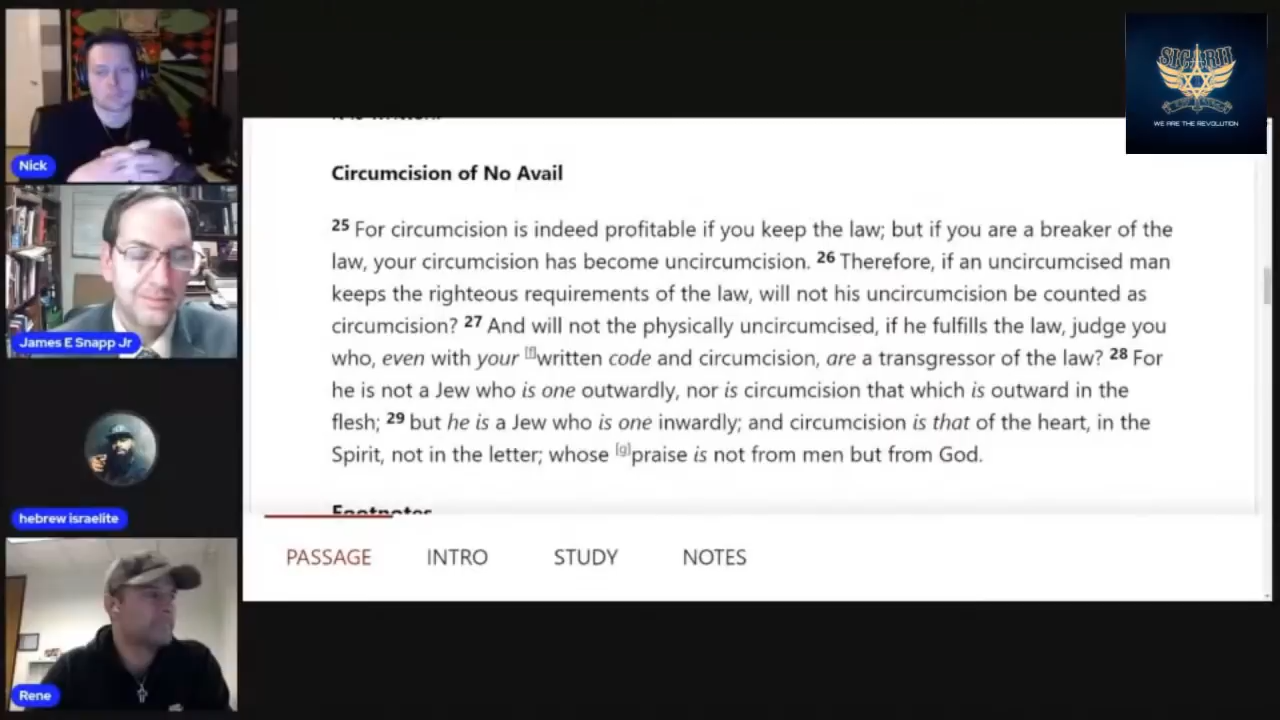 SICARII
WE ARE THE REVOLUTION
Nick
James E Snapp Jr
hebrew israelite
Rene
Circumcision of No Avail
25 For circumcision is indeed profitable if you keep the law; but if you are a breaker of the
law, your circumcision has become uncircumcision. 26 Therefore, if an uncircumcised man
keeps the righteous requirements of the law, will not his uncircumcision be counted as
circumcision? 27 And will not the physically uncircumcised, if he fulfills the law, judge you
who, even with your [f]written code and circumcision, are a transgressor of the law? 28 For
he is not a Jew who is one outwardly, nor is circumcision that which is outward in the
flesh; 29 but he is a Jew who is one inwardly; and circumcision is that of the heart, in the
Spirit, not in the letter; whose [g]praise is not from men but from God.
Footnotes
PASSAGE INTRO STUDY NOTES